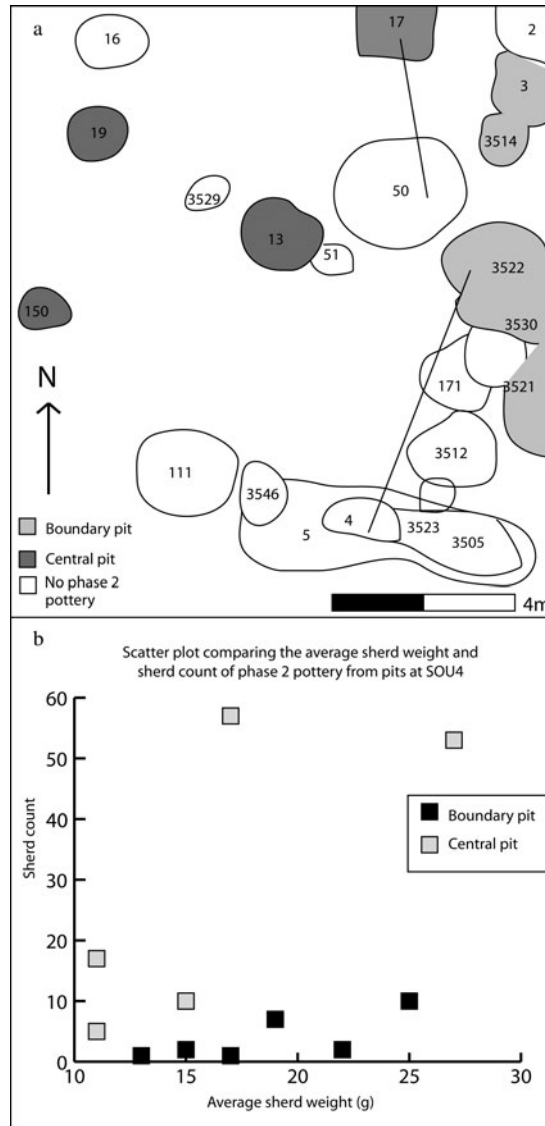 a
16
17
2
3
19
3514
3529
50
13
51
3522
150
3530
N
171
3521
3512
111
3546
4
5
3523
3505
Boundary pit
Central pit
No phase 2
pottery
4m
b
Scatter plot comparing the average sherd weight and
sherd count of phase 2 pottery from pits at SOU4
60
50
40
30
20
10
0
Sherd count
Boundary pit
Central pit
10
15
20
25
30
Average sherd weight (g)